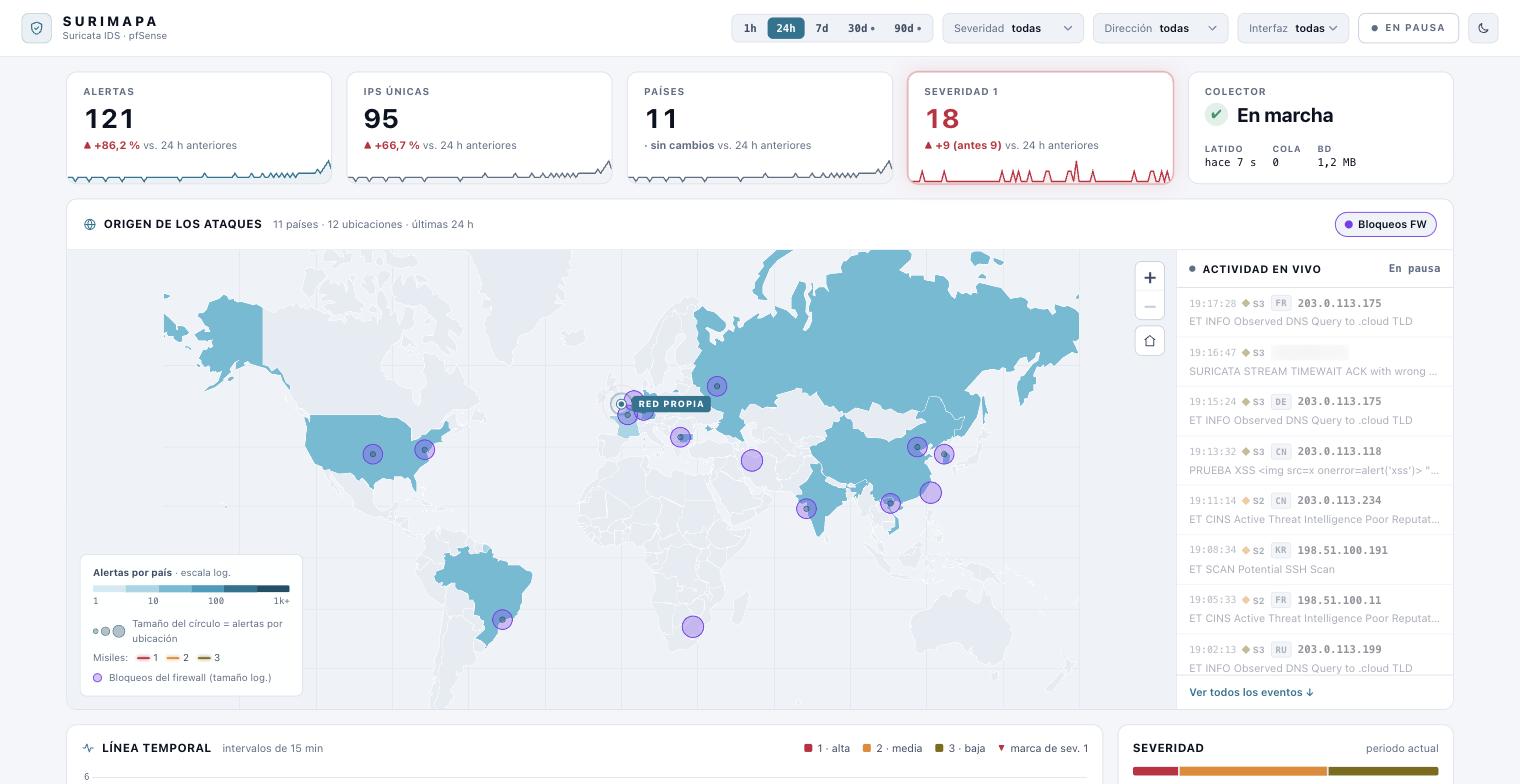 SURIMAPA
Suricata IDS · pfSense
1h 24h 7d 30d • 90d •
Severidad todas
Dirección todas
Interfaz todas
EN PAUSA
ALERTAS
121
▲ +86,2 % vs. 24 h anteriores
IPS ÚNICAS
95
▲ +66,7 % vs. 24 h anteriores
PAÍSES
11
· sin cambios vs. 24 h anteriores
SEVERIDAD 1
18
▲ +9 (antes 9) vs. 24 h anteriores
COLECTOR
✔ En marcha
LATIDO COLA BD
hace 7 s 0 1,2 MB
ORIGEN DE LOS ATAQUES 11 países · 12 ubicaciones · últimas 24 h
Bloqueos FW
+
−
RED PROPIA
Alertas por país · escala log.
1 10 100 1k+
Tamaño del círculo = alertas por
ubicación
Misiles: 1 2 3
Bloqueos del firewall (tamaño log.)
ACTIVIDAD EN VIVO En pausa
19:17:28 ◆ S3 FR 203.0.113.175
ET INFO Observed DNS Query to .cloud TLD
19:16:47 ◆ S3
SURICATA STREAM TIMEWAIT ACK with wrong ...
19:15:24 ◆ S3 DE 203.0.113.175
ET INFO Observed DNS Query to .cloud TLD
19:13:32 ◆ S3 CN 203.0.113.118
PRUEBA XSS <img src=x onerror=alert('xss')> "...
19:11:14 ◆ S2 CN 203.0.113.234
ET CINS Active Threat Intelligence Poor Reputat...
19:08:34 ◆ S2 KR 198.51.100.191
ET SCAN Potential SSH Scan
19:05:33 ◆ S2 FR 198.51.100.11
ET CINS Active Threat Intelligence Poor Reputat...
19:02:13 ◆ S3 RU 203.0.113.199
ET INFO Observed DNS Query to .cloud TLD
Ver todos los eventos ↓
LÍNEA TEMPORAL intervalos de 15 min
1 · alta 2 · media 3 · baja ▼ marca de sev. 1
6
SEVERIDAD periodo actual